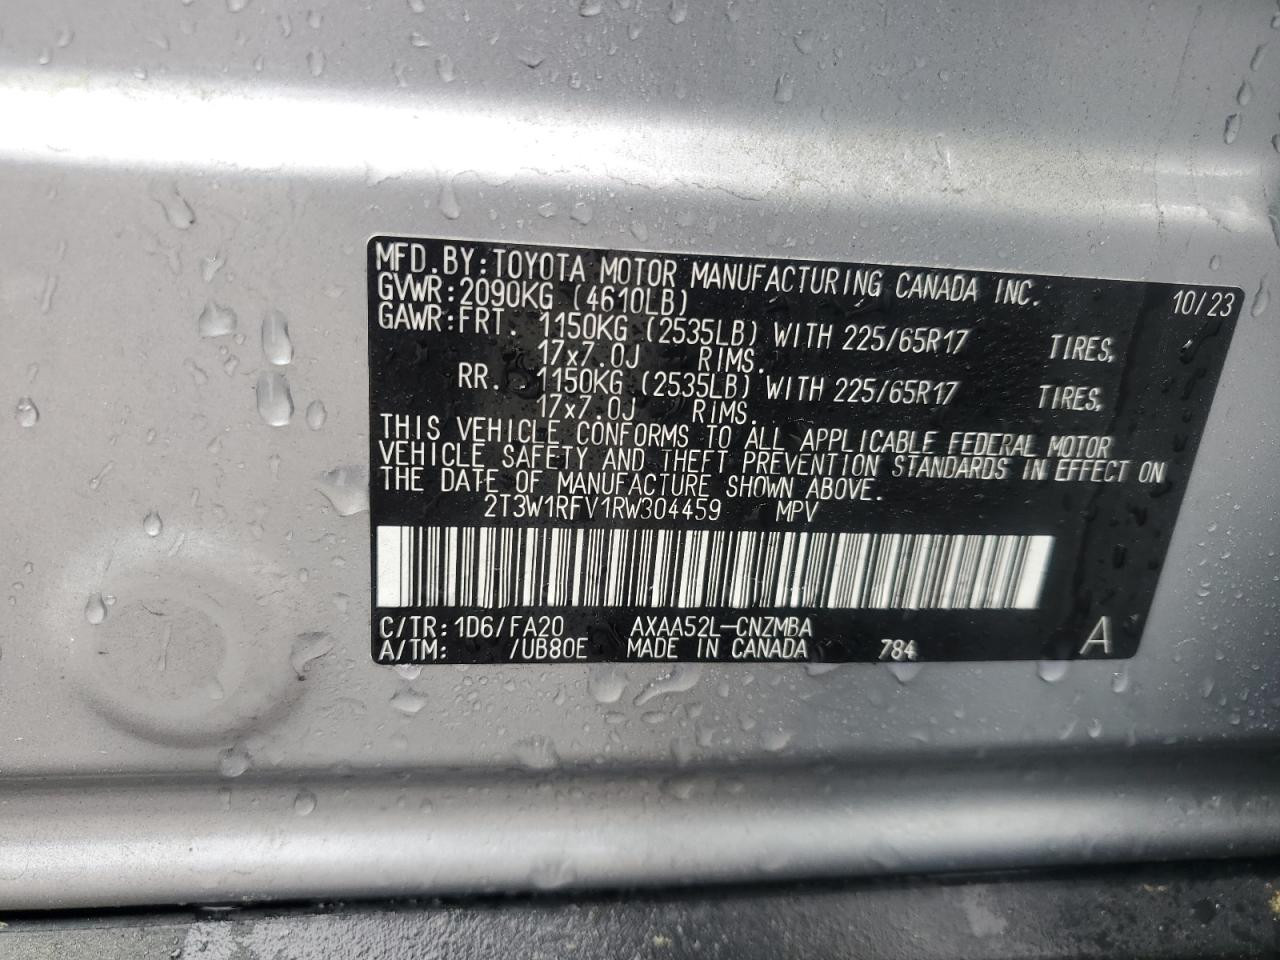 MFD.BY:TOYOTA MOTOR MANUFACTURING CANADA INC. 10/23
GVWR:2090KG (4610LB)
GAWR:FRT. 1150KG (2535LB) WITH 225/65R17 TIRES,
17x7.0J RIMS.
RR. 1150KG (2535LB) WITH 225/65R17 TIRES,
17x7.0J RIMS.
THIS VEHICLE CONFORMS TO ALL APPLICABLE FEDERAL MOTOR
VEHICLE SAFETY AND THEFT PREVENTION STANDARDS IN EFFECT ON
THE DATE OF MANUFACTURE SHOWN ABOVE.
2T3W1RFV1RW304459 MPV
C/TR:1D6/FA20 AXAA52L-CNZMBA
A/TM: /UB80E MADE IN CANADA 784 A